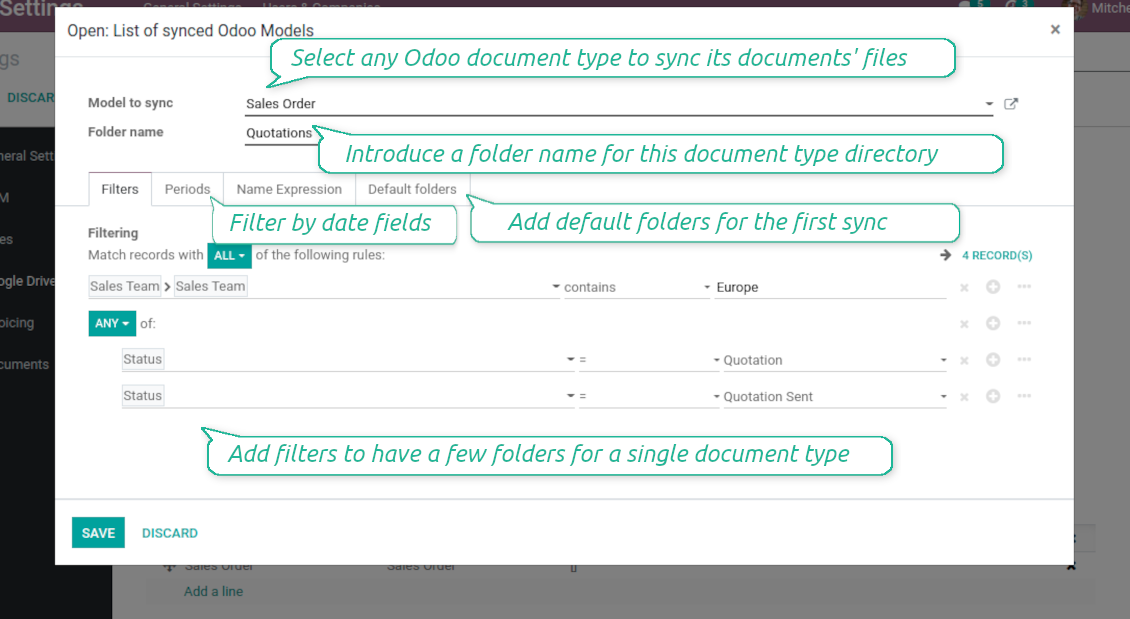 Settings General Settings Users & Companies 5 3 Mitche
Open: List of synced Odoo Models ×
gs
Select any Odoo document type to sync its documents' files
DISCAR
Model to sync Sales Order
Folder name Quotations
Introduce a folder name for this document type directory
neral Sett
Filters Periods Name Expression Default folders
M
Filter by date fields
Add default folders for the first sync
Filtering
es
Match records with ALL of the following rules: 4 RECORD(S)
ogle Drive
Sales Team Sales Team contains Europe
oicing
ANY of:
cuments
Status = Quotation
Status = Quotation Sent
Add filters to have a few folders for a single document type
SAVE DISCARD
Sales Order Sales Order []
Add a line